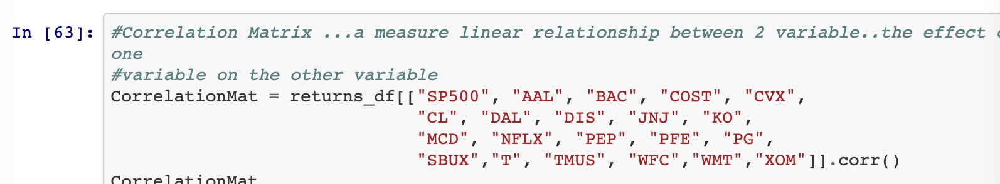 In [63]: #Correlation Matrix ...a measure linear relationship between 2 variable..the effect
one
#variable on the other variable
CorrelationMat = returns_df[["SP500", "AAL", "BAC", "COST", "CVX",
"CL", "DAL", "DIS", "JNJ", "KO",
"MCD", "NFLX", "PEP", "PFE", "PG",
"SBUX","T", "TMUS", "WFC","WMT","XOM"]].corr()
CorrelationMat